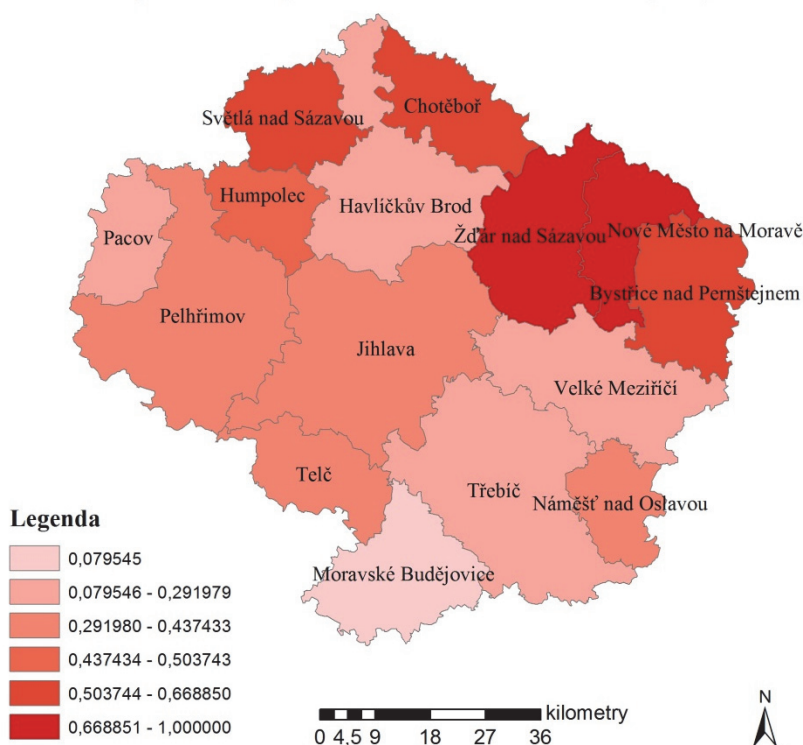 Chotěboř
Světlá nad Sázavou
Humpolec
Havlíčkův Brod
Pacov
Žďár nad Sázavou
Nové Město na Moravě
Bystřice nad Pernštejnem
Pelhřimov
Jihlava
Velké Meziříčí
Telč
Třebíč
Náměšť nad Oslavou
Moravské Budějovice
Legenda
0,079545
0,079546 - 0,291979
0,291980 - 0,437433
0,437434 - 0,503743
0,503744 - 0,668850
0,668851 - 1,000000
kilometry
0 4,5 9 18 27 36
N